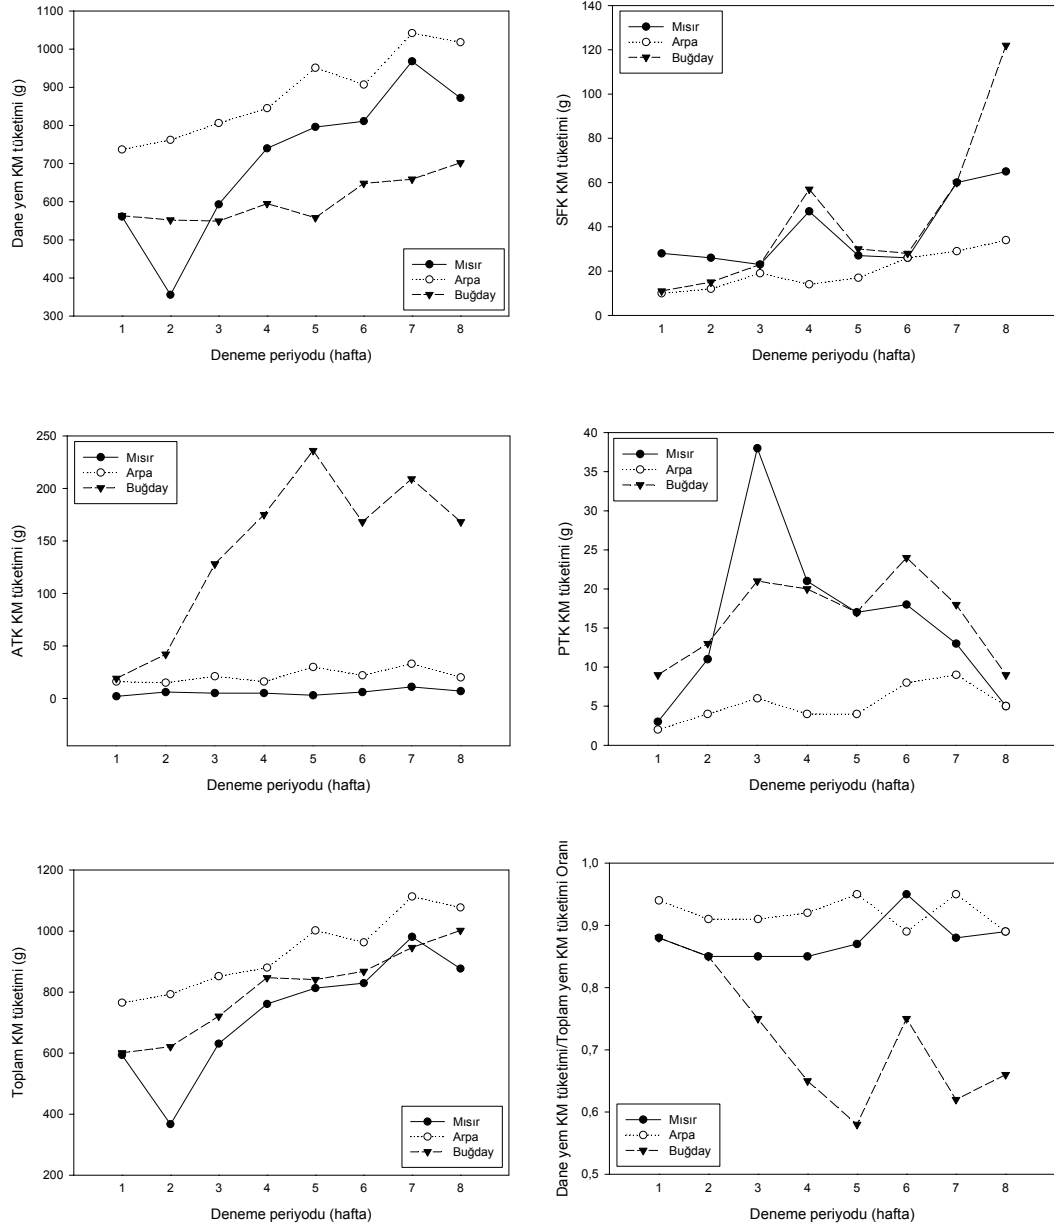 Dane yem KM tüketimi (g)
1100
1000
900
800
700
600
500
400
300
Mısır
Arpa
Buğday
1 2 3 4 5 6 7 8
Deneme periyodu (hafta)
SFK KM tüketimi (g)
140
120
100
80
60
40
20
0
Mısır
Arpa
Buğday
1 2 3 4 5 6 7 8
Deneme periyodu (hafta)
ATK KM tüketimi (g)
250
200
150
100
50
0
Mısır
Arpa
Buğday
1 2 3 4 5 6 7 8
Deneme periyodu (hafta)
PTK KM tüketimi (g)
40
35
30
25
20
15
10
5
0
Mısır
Arpa
Buğday
1 2 3 4 5 6 7 8
Deneme periyodu (hafta)
Toplam KM tüketimi (g)
1200
1000
800
600
400
200
Mısır
Arpa
Buğday
1 2 3 4 5 6 7 8
Deneme periyodu (hafta)
Dane yem KM tüketimi/Toplam yem KM tüketimi Oranı
1,0
0,9
0,8
0,7
0,6
0,5
Mısır
Arpa
Buğday
1 2 3 4 5 6 7 8
Deneme periyodu (hafta)